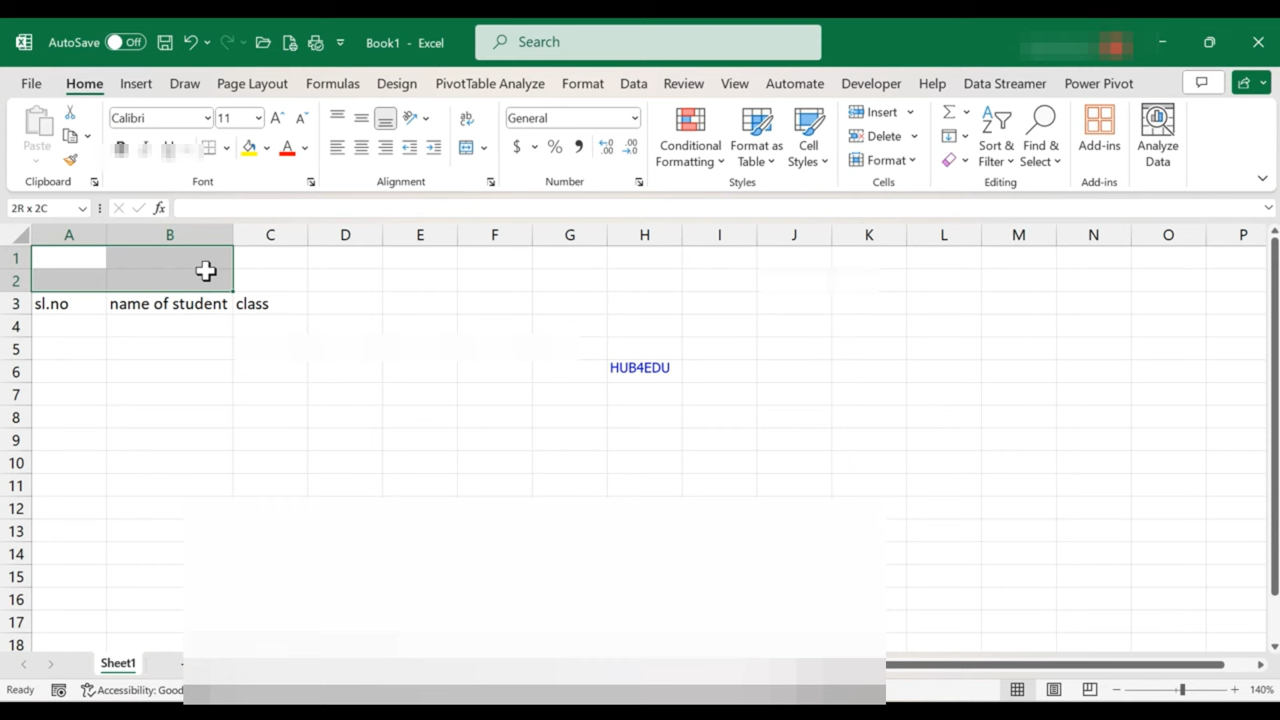 AutoSave Off Book1 - Excel Search
File Home Insert Draw Page Layout Formulas Design PivotTable Analyze Format Data Review View Automate Developer Help Data Streamer Power Pivot
Paste Calibri 11 General Conditional Formatting Format as Table Cell Styles Insert Delete Format Sort & Filter Find & Select Add-ins Analyze Data
Clipboard Font Alignment Number Styles Cells Editing Add-ins
2R x 2C fx
A B C D E F G H I J K L M N O P
1
2
3 sl.no name of student class
4
5
6 HUB4EDU
7
8
9
10
11
12
13
14
15
16
17
18
Sheet1
Ready Accessibility: Good 140%